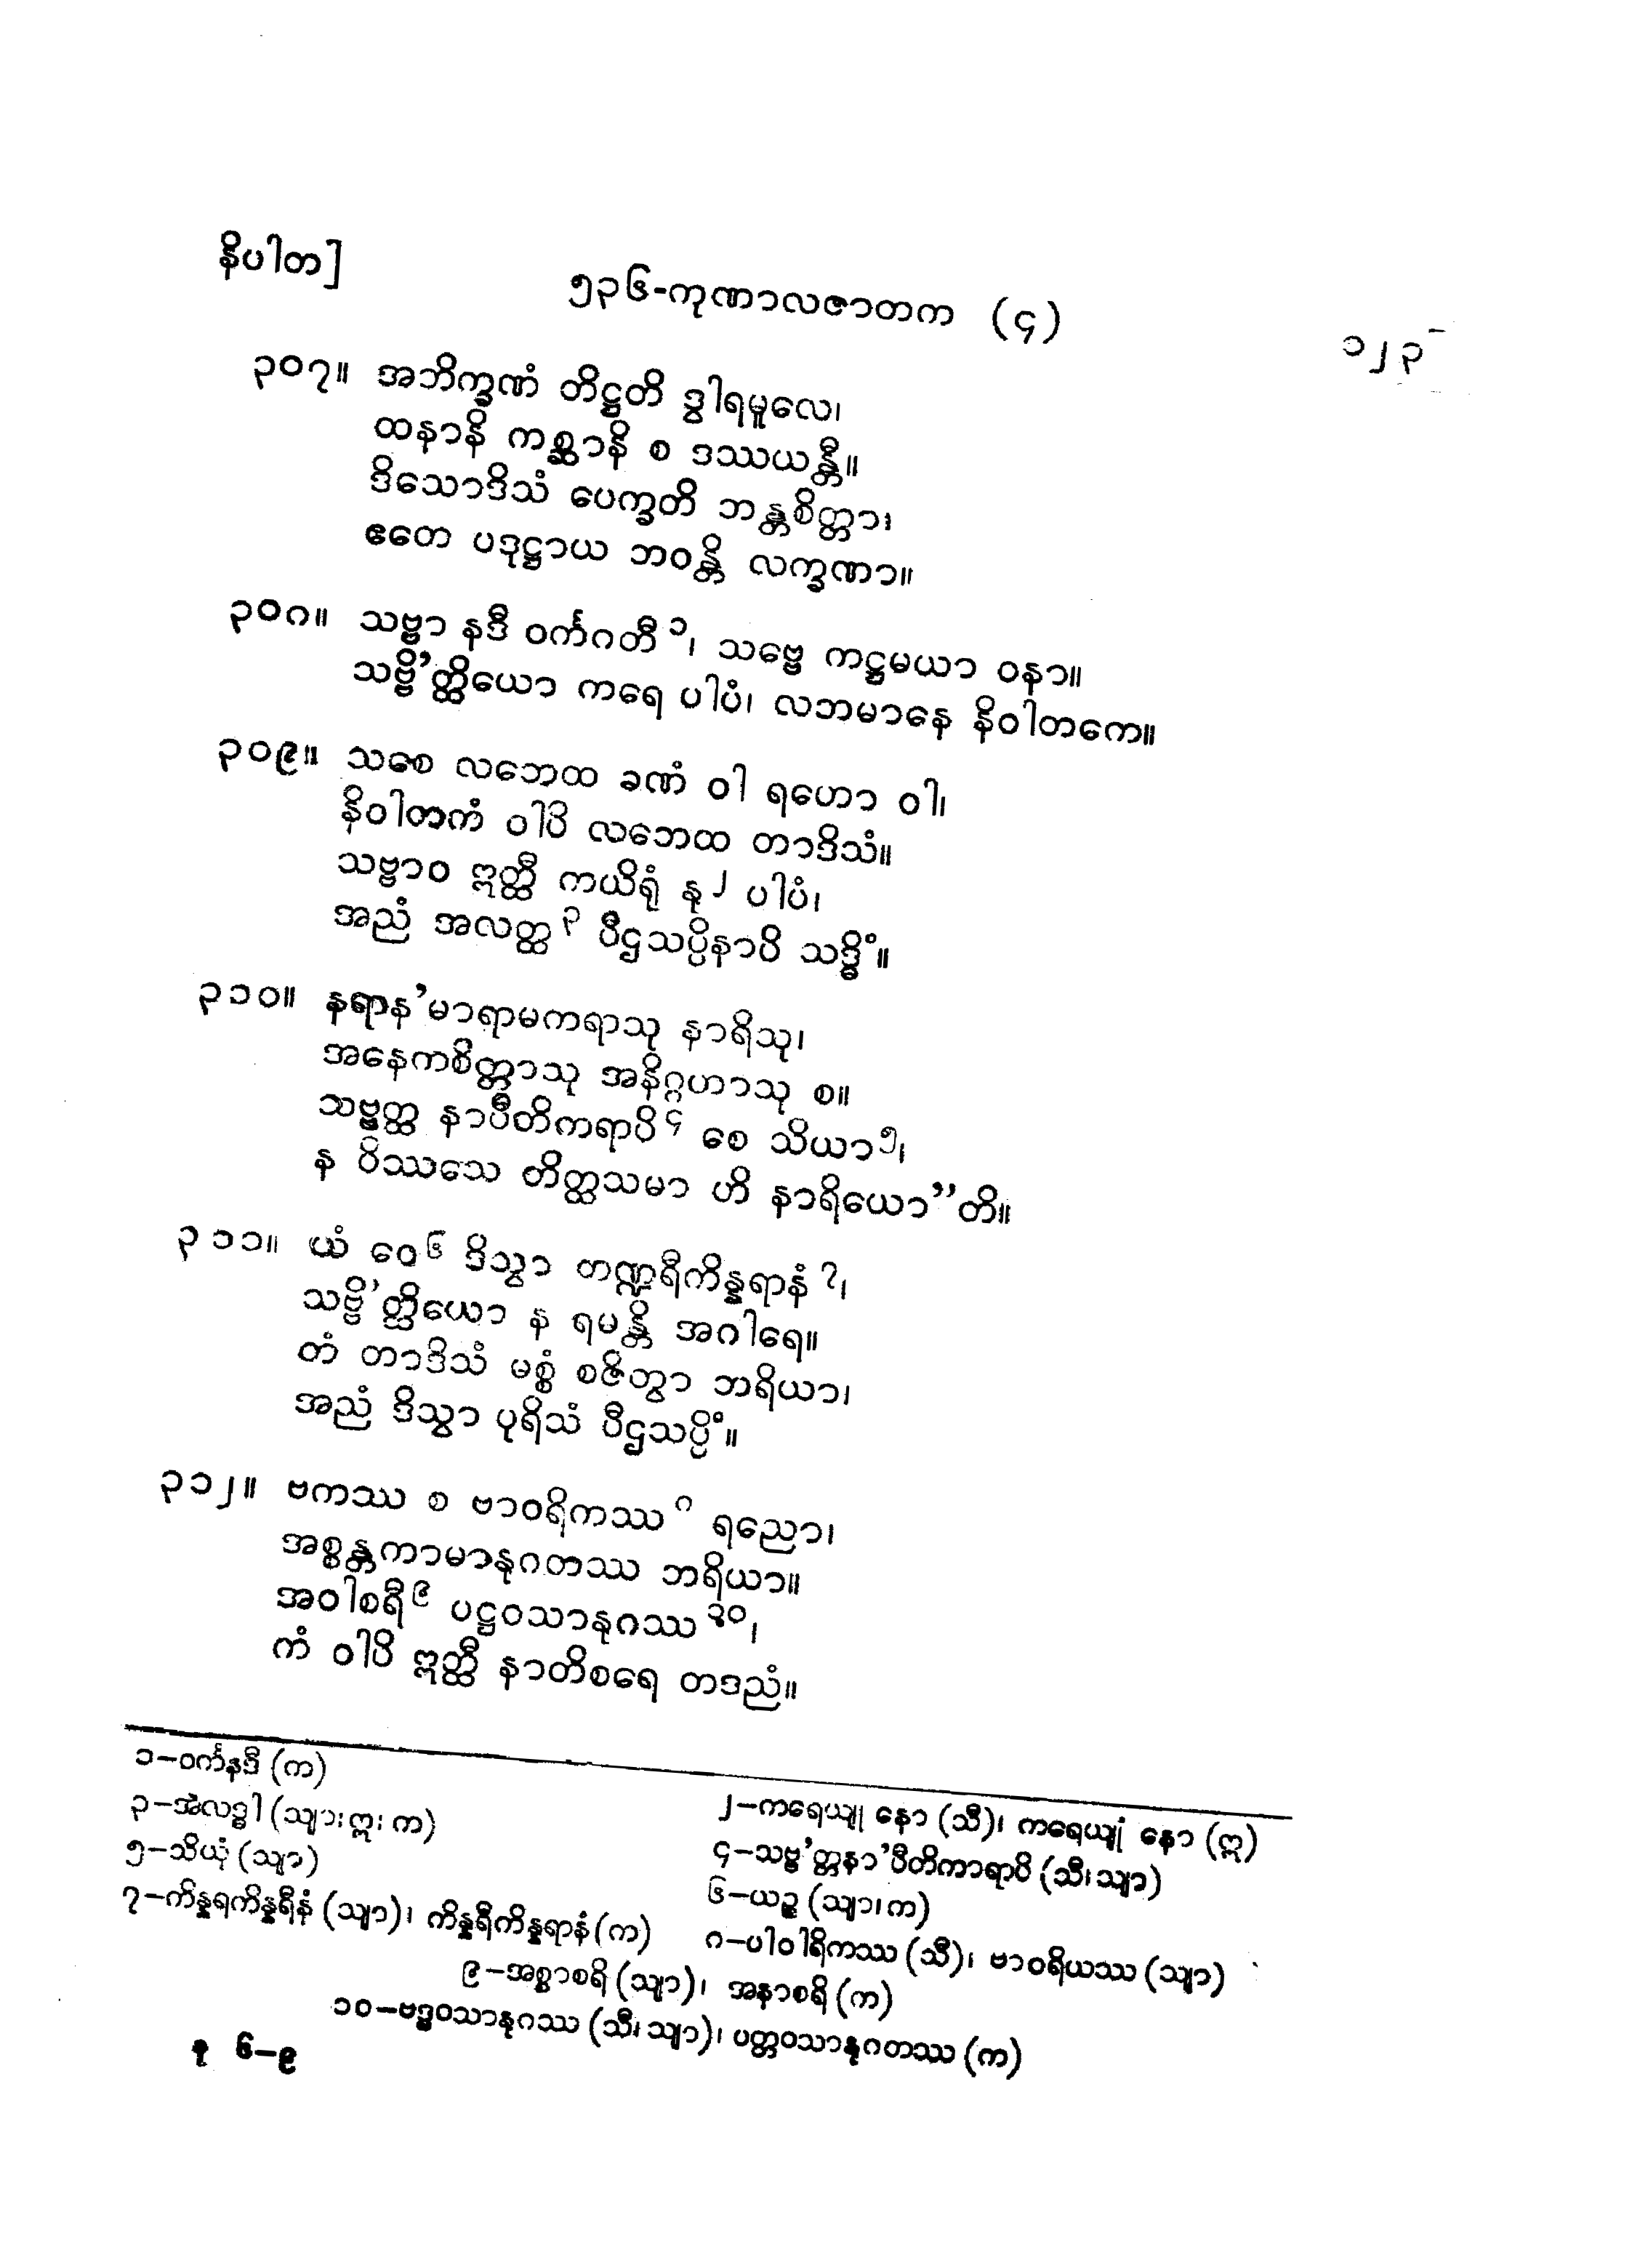 နိပါတ]
၅၃၆-ကုဏာလဇာတက (၄)
၁၂၃
၃၀၇။ အဘိက္ခဏံ တိဋ္ဌတိ ဒွါရမူလေ၊
ထနာနိ ကစ္ဆာနိ စ ဒဿယန္တီ။
ဒိသောဒိသံ ပေက္ခတိ ဘန္တစိတ္တာ၊
ဧတေ ပဒုဋ္ဌာယ ဘဝန္တိ လက္ခဏာ။
၃၀၈။ သဗ္ဗာ နဒီ ဝင်္ကဂတီ ၁၊ သဗ္ဗေ ကဋ္ဌမယာ ဝနာ။
သဗ္ဗိ’တ္ထိယော ကရေ ပါပံ၊ လဘမာနေ နိဝါတကေ။
၃၀၉။ သစေ လဘေထ ခဏံ ဝါ ရဟော ဝါ၊
နိဝါတကံ ဝါပိ လဘေထ တာဒိသံ။
သဗ္ဗာဝ ဣတ္ထီ ကယိရုံ နု ၂ ပါပံ၊
အညံ အလတ္ထ ၃ ပီဌသပ္ပိနာပိ သဒ္ဓိံ။
၃၁၀။ နရာန’မာရာမကရာသု နာရိသု၊
အနေကစိတ္တာသု အနိဂ္ဂဟာသု စ။
သဗ္ဗတ္ထ နာပီတိကရာပိ ၄ စေ သိယာ ၅၊
န ဝိဿသေ တိတ္ထသမာ ဟိ နာရိယော’’တိ။
၃၁၁။ ယံ ဝေ ၆ ဒိသွာ တဏ္ဍရီကိန္နရာနံ ၇၊
သဗ္ဗိ’တ္ထိယော န ရမန္တိ အဂါရေ။
တံ တာဒိသံ မစ္စံ စဇိတွာ ဘရိယာ၊
အညံ ဒိသွာ ပုရိသံ ပီဌသပ္ပိံ။
၃၁၂။ ဗကဿ စ ဗာဝရိကဿ ၈ ရညော၊
အစ္စန္တကာမာနုဂတဿ ဘရိယာ။
အဝါစရီ ၉ ပဋ္ဌဝသာနုဂဿ ၁၀၊
ကံ ဝါပိ ဣတ္ထီ နာတိစရေ တဒညံ။
၁–ဝင်္ကနဒီ (က)
၂–ကရေယျု နော (သီ)၊ ကရေယျုံ နော (ဣ)
၃–အလဒ္ဓါ (သျာ၊ ဣ၊ က)
၄–သဗ္ဗ’တ္တနာ’ပီတိကာရာပိ (သီ၊ သျာ)
၅–သိယုံ (သျာ)
၆–ယဉ္စ (သျာ၊ က)
၇–ကိန္နရကိန္နရီနံ (သျာ)၊ ကိန္နရီကိန္နရာနံ (က)
၈–ပါဝါရိကဿ (သီ)၊ ဗာဝရိယဿ (သျာ)
၉–အစ္စာစရိ (သျာ)၊ အနာစရိ (က)
၁၀–ဗဒ္ဓဝသာနုဂဿ (သီ၊ သျာ)၊ ပတ္တဝသာနုဂတဿ (က)
နု ၆–၉